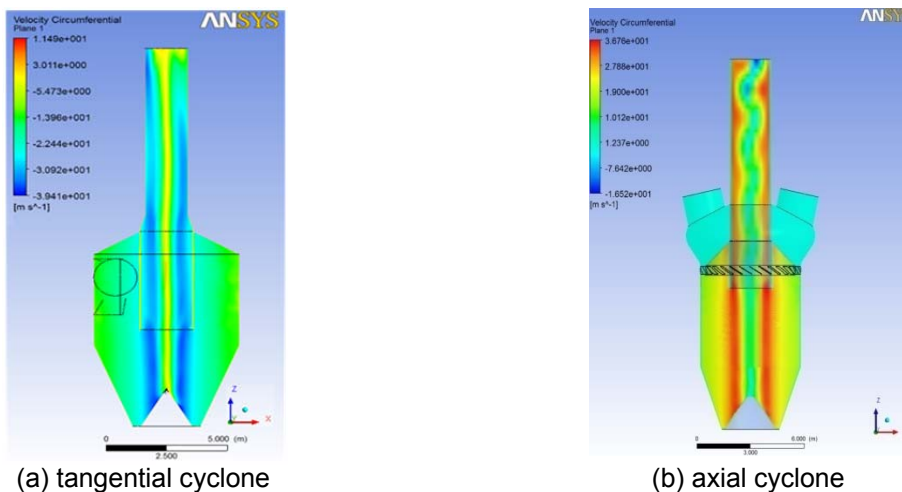 Velocity Circumferential
Plane 1
1.149e+001
3.011e+000
-5.473e+000
-1.396e+001
-2.244e+001
-3.092e+001
-3.941e+001
[m s^-1]
ANSYS
Z
X
0
5.000 (m)
2.500
(a) tangential cyclone
Velocity Circumferential
Plane 1
3.676e+001
2.788e+001
1.900e+001
1.012e+001
1.237e+000
-7.642e+000
-1.652e+001
[m s^-1]
ANSYS
Z
0
6.000 (m)
3.000
(b) axial cyclone